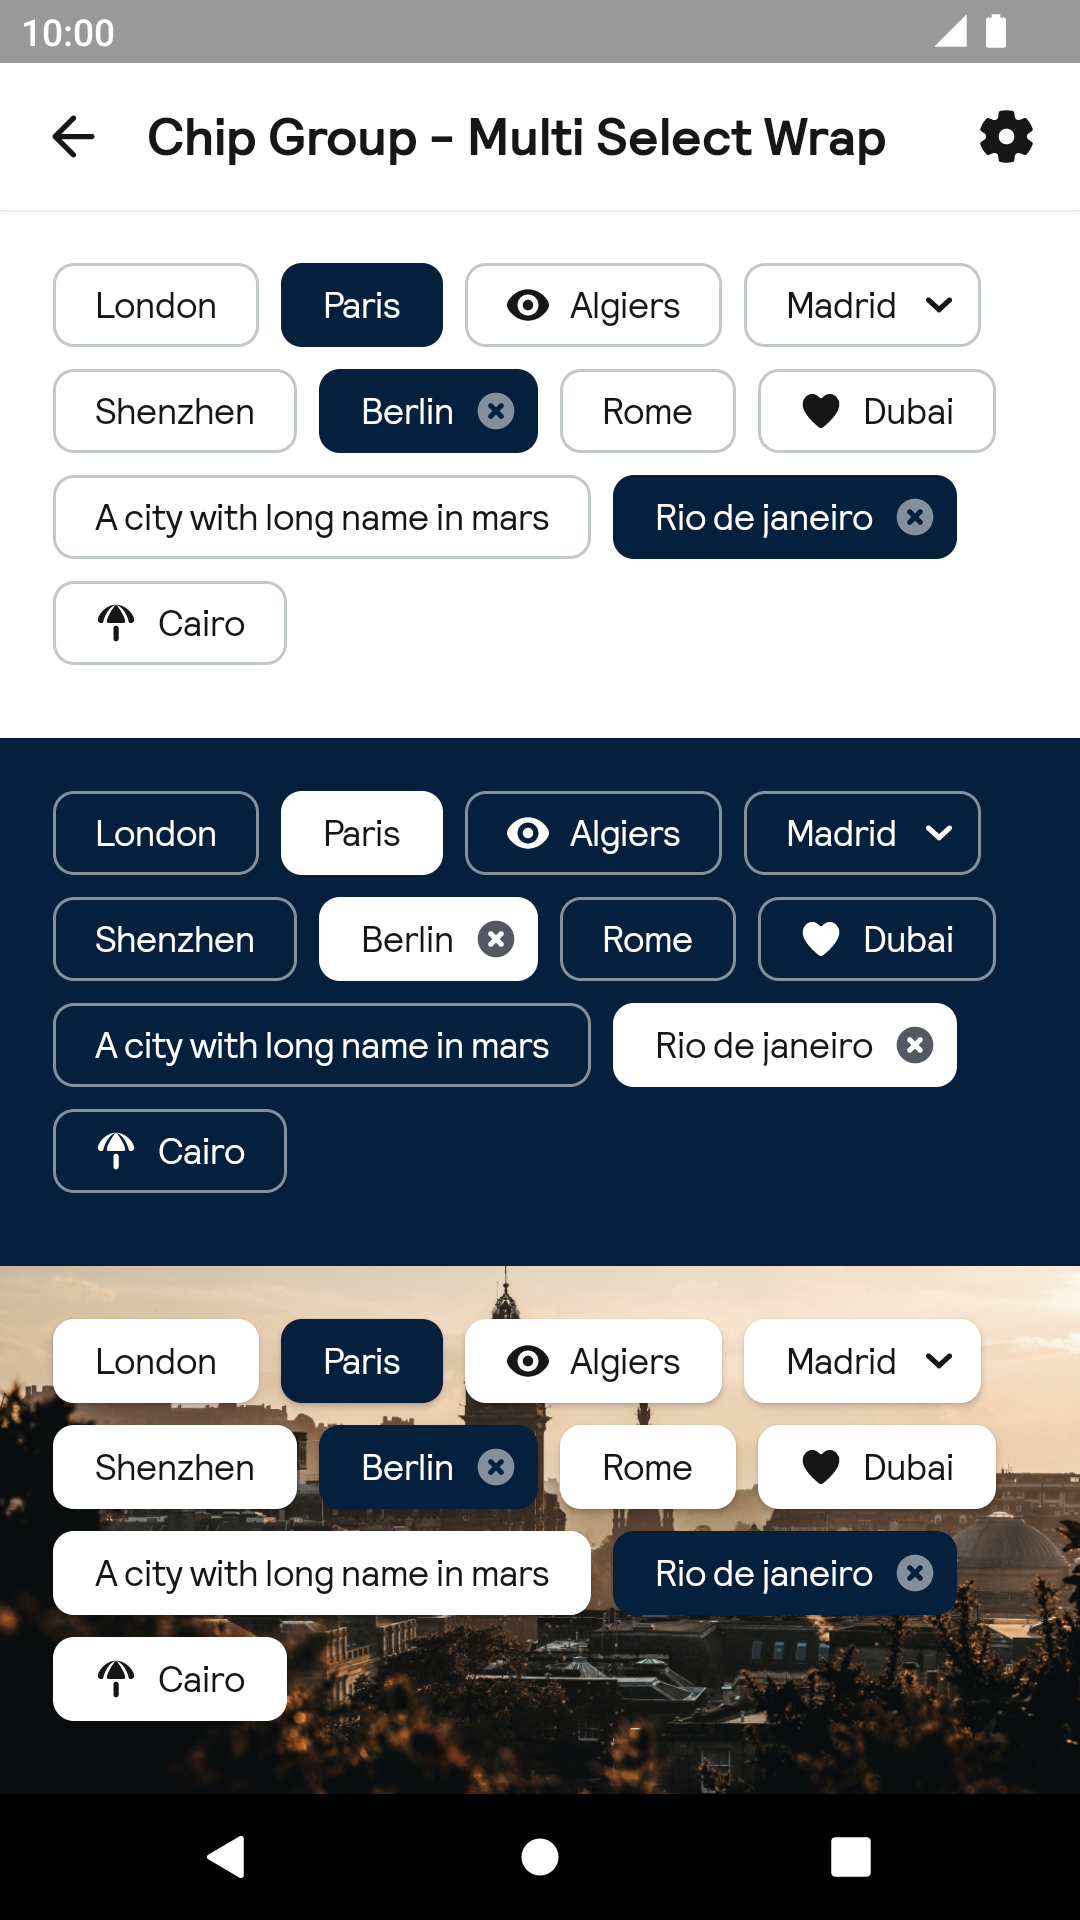 10:00
Chip Group - Multi Select Wrap
London Paris Algiers Madrid
Shenzhen Berlin Rome Dubai
A city with long name in mars Rio de janeiro
Cairo
London Paris Algiers Madrid
Shenzhen Berlin Rome Dubai
A city with long name in mars Rio de janeiro
Cairo
London Paris Algiers Madrid
Shenzhen Berlin Rome Dubai
A city with long name in mars Rio de janeiro
Cairo